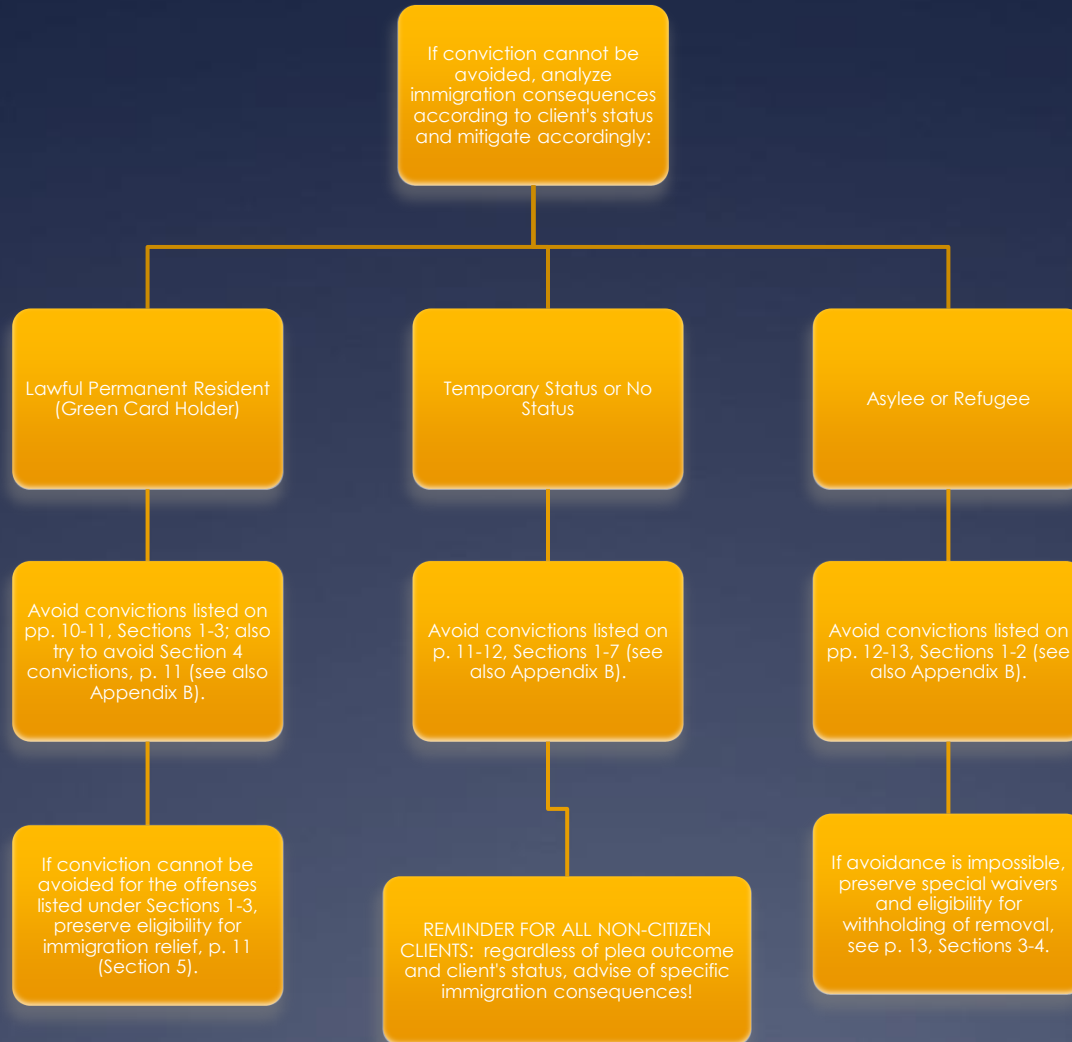 If conviction cannot be
avoided, analyze
immigration consequences
according to client's status
and mitigate accordingly:
Lawful Permanent Resident
(Green Card Holder)
Temporary Status or No
Status
Asylee or Refugee
Avoid convictions listed on
pp. 10-11, Sections 1-3; also
try to avoid Section 4
convictions, p. 11 (see also
Appendix B).
Avoid convictions listed on
p. 11-12, Sections 1-7 (see
also Appendix B).
Avoid convictions listed on
pp. 12-13, Sections 1-2 (see
also Appendix B).
If conviction cannot be
avoided for the offenses
listed under Sections 1-3,
preserve eligibility for
immigration relief, p. 11
(Section 5).
REMINDER FOR ALL NON-CITIZEN
CLIENTS:  regardless of plea outcome
and client's status, advise of specific
immigration consequences!
If avoidance is impossible,
preserve special waivers
and eligibility for
withholding of removal,
see p. 13, Sections 3-4.